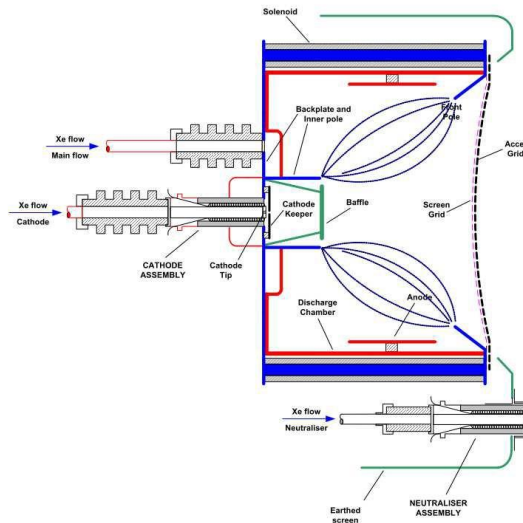 Solenoid
Backplate and
Inner pole
Front
Pole
Xe flow
Main flow
Grid
Screen
Grid
Xe flow
Cathode
Cathode
Keeper
Baffle
CATHODE
ASSEMBLY
Cathode
Tip
Discharge
Chamber
Anode
Xe flow
Neutraliser
Earthed
screen
NEUTRALISER
ASSEMBLY